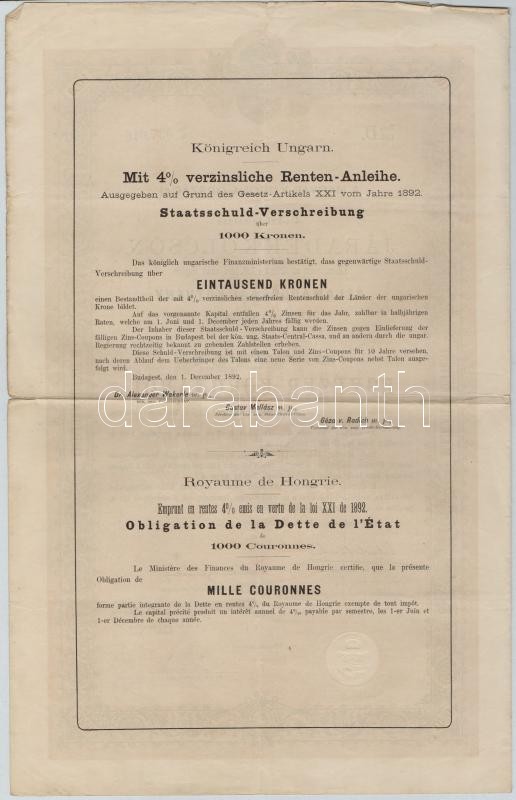 Königreich Ungarn.
Mit 4% verzinsliche Renten-Anleihe.
Ausgegeben auf Grund des Gesetz-Artikels XXI vom Jahre 1892.
Staatsschuld-Verschreibung
über
1000 Kronen.
Das königlich ungarische Finanzministerium bestätigt, dass gegenwärtige Staatsschuld-
Verschreibung über
EINTAUSEND KRONEN
einen Bestandtheil der mit 4% verzinslichen steuerfreien Rentenschuld der Länder der ungarischen
Krone bildet.
Auf das vorgenannte Kapital entfallen 4% Zinsen für das Jahr, zahlbar in halbjährigen
Raten, welche am 1. Juni und 1. December jeden Jahres fällig werden.
Der Inhaber dieser Staatsschuld-Verschreibung kann die Zinsen gegen Einlieferung der
fälligen Zins-Coupons in Budapest bei der kön. ung. Staats-Central-Cassa, und an andern durch die ungar.
Regierung rechtzeitig bekannt zu gebenden Zahlstellen erheben.
Diese Schuld-Verschreibung ist mit einem Talon und Zins-Coupons für 10 Jahre versehen,
nach deren Ablauf dem Ueberbringer des Talons eine neue Serie von Zins-Coupons nebst Talon ausge-
folgt wird.
Budapest, den 1. December 1892.
Dr. Alexander Wekerle m. p.
Gustav m. p.
Géza v. m. p.
darabanth
Royaume de Hongrie.
Emprunt en rentes 4% emis en vertu de la loi XXI de 1892.
Obligation de la Dette de l'État
de
1000 Couronnes.
Le Ministère des Finances du Royaume de Hongrie certifie, que la présente
Obligation de
MILLE COURONNES
forme partie integrante de la Dette en rentes 4% du Royaume de Hongrie exempte de tout impôt.
Le capital précité produit un intérêt annuel de 4%, payable par semestre, les 1-er Juin et
1-er Décembre de chaque année.